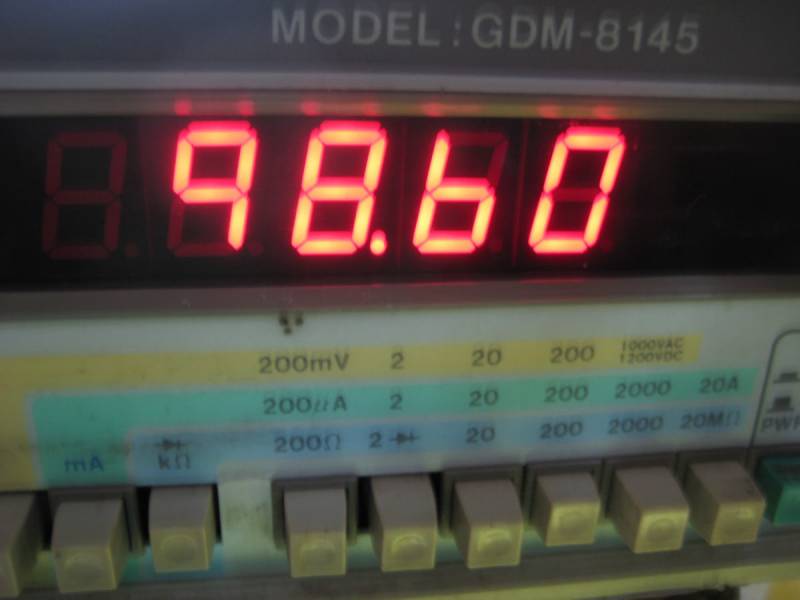 MODEL : GDM-8145
98.60
200mV 2 20 200 1000VAC
1200VDC
200µA 2 20 200 2000 20A
mA kΩ 200Ω 2 20 200 2000 20MΩ
PWR